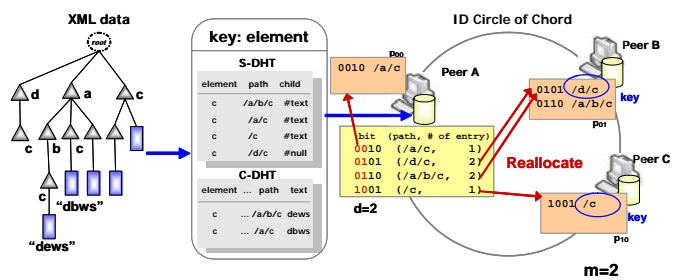 XML data
root
d
a
c
c
b
c
c
"dbws"
"dews"
key: element
S-DHT
element path child
c /a/b/c #text
c /a/c #text
c /c #text
c /d/c #null
C-DHT
element ... path text
c ... /a/b/c dews
c ... /a/c dbws
ID Circle of Chord
p00
0010 /a/c
Peer A
bit (path, # of entry)
0010 (/a/c, 1)
0101 (/d/c, 2)
0110 (/a/b/c, 2)
1001 (/c, 1)
d=2
Reallocate
Peer B
0101 /d/c
0110 /a/b/c
key
p01
Peer C
1001 /c
key
p10
m=2